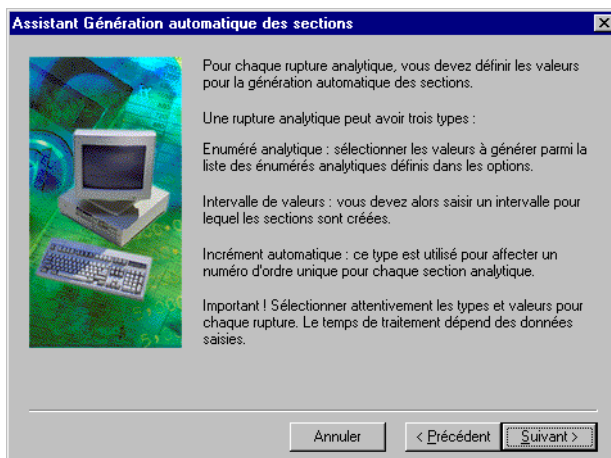 Assistant Génération automatique des sections
Pour chaque rupture analytique, vous devez définir les valeurs
pour la génération automatique des sections.
Une rupture analytique peut avoir trois types :
Enuméré analytique : sélectionner les valeurs à générer parmi la
liste des énumérés analytiques définis dans les options.
Intervalle de valeurs : vous devez alors saisir un intervalle pour
lequel les sections sont créées.
Incrément automatique : ce type est utilisé pour affecter un
numéro d'ordre unique pour chaque section analytique.
Important ! Sélectionner attentivement les types et valeurs pour
chaque rupture. Le temps de traitement dépend des données
saisies.
Annuler
< Précédent
Suivant >